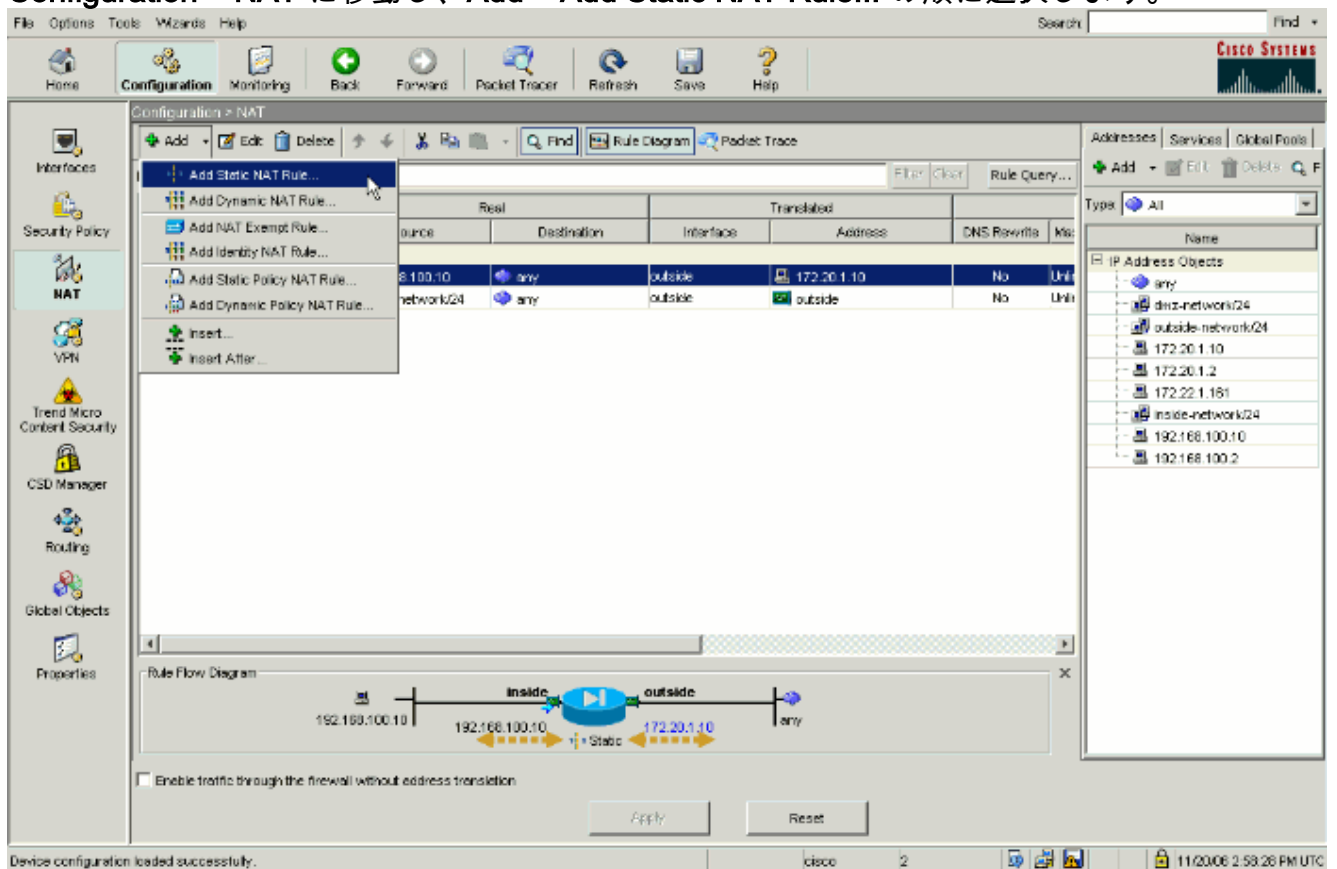 Configuration > NAT に移動し、Add > Add Static NAT Rule... の順に選択します。
File Options Tools Wizards Help Search: Find
Home Configuration Monitoring Back Forward Packet Tracer Refresh Save Help
CISCO SYSTEMS
Configuration > NAT
Interfaces
Security Policy
NAT
VPN
Trend Micro
Content Security
CSD Manager
Routing
Global Objects
Properties
Add Edit Delete Find Rule Diagram Packet Trace
Add Static NAT Rule...
Add Dynamic NAT Rule...
Add NAT Exempt Rule...
Add Identity NAT Rule...
Add Static Policy NAT Rule...
Add Dynamic Policy NAT Rule...
Insert...
Insert After...
Filter Clear Rule Query...
Real Translated
ource Destination Interface Address DNS Rewrite
8.100.10 any outside 172.20.1.10 No Unli
network/24 any outside outside No Unli
Addresses Services Global Pools
Add Edit Delete F
Type: All
Name
IP Address Objects
any
dmz-network/24
outside-network/24
172.20.1.10
172.20.1.2
172.22.1.161
inside-network/24
192.168.100.10
192.168.100.2
Rule Flow Diagram
inside outside
192.168.100.10 192.168.100.10 172.20.1.10 any
Static
Enable traffic through the firewall without address translation
Apply Reset
Device configuration loaded successfully. cisco 2 11/20/06 2:58:28 PM UTC